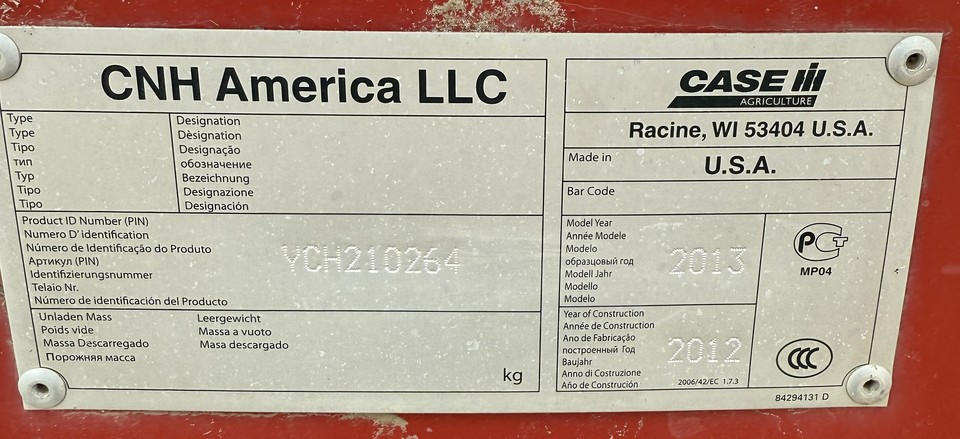 CNH America LLC
Type
Type
Tipo
тип
Typ
Tipo
Tipo
Designation
Dèsignation
Designação
обозначение
Bezeichnung
Designazione
Designación
Product ID Number (PIN)
Numero D' identification
Número de Identificação do Produto
Артикул (PIN)
Identifizierungsnummer
Telaio Nr.
Número de identificación del Producto
YCH210264
Unladen Mass
Poids vide
Massa Descarregado
Порожняя масса
Leergewicht
Massa a vuoto
Masa descargado
kg
CASE IH
AGRICULTURE
Racine, WI 53404 U.S.A.
Made in
U.S.A.
Bar Code
Model Year
Année Modele
Modelo
образцовый год
Modell Jahr
Modello
Modelo
2013
Year of Construction
Année de Construction
Ano de Fabricação
построенный Год
Baujahr
Anno di Costruzione
Año de Construción
2012
2006/42/EC 1.7.3
PCT
MP04
CCC
84294131 D